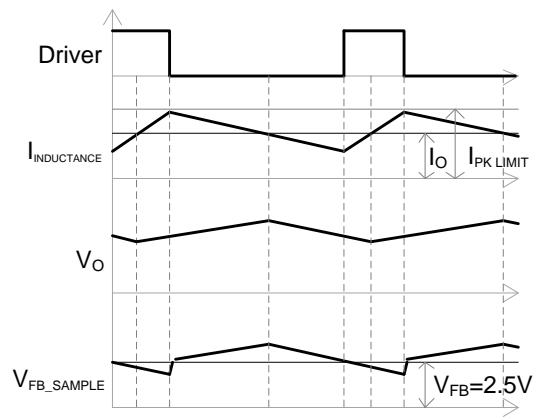 Driver
I_INDUCTANCE
I_O
I_PK LIMIT
V_O
V_FB_SAMPLE
V_FB=2.5V